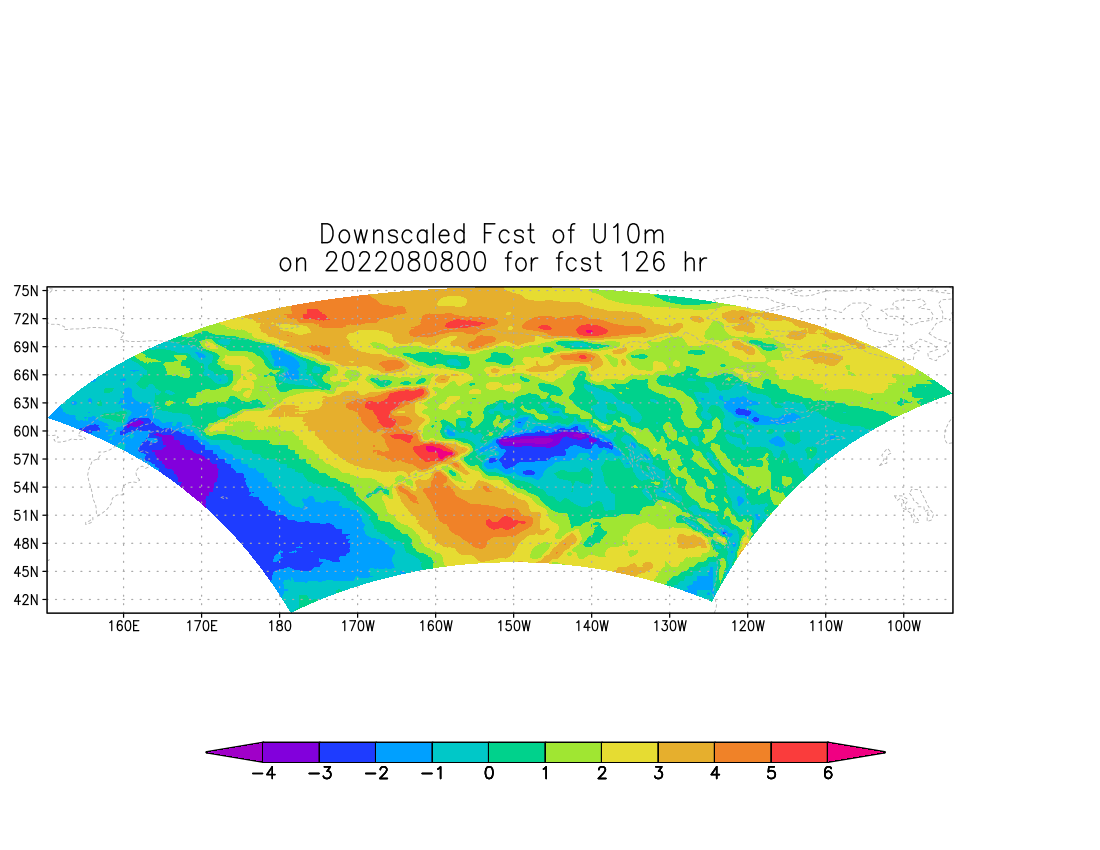 Downscaled Fcst of U10m
on 2022080800 for fcst 126 hr
75N
72N
69N
66N
63N
60N
57N
54N
51N
48N
45N
42N
160E 170E 180 170W 160W 150W 140W 130W 120W 110W 100W
-4 -3 -2 -1 0 1 2 3 4 5 6